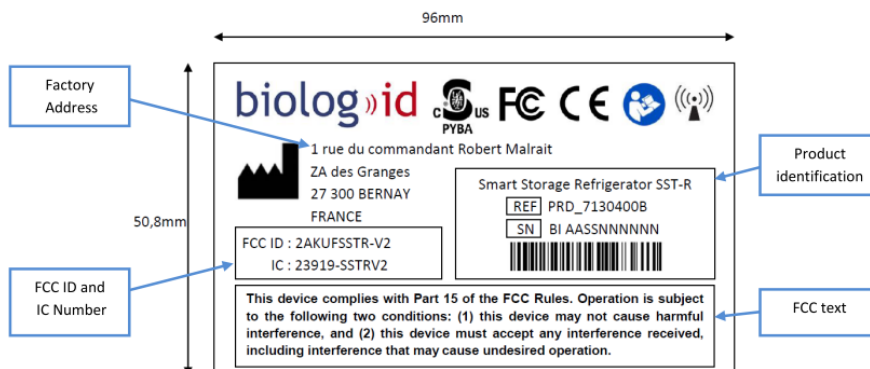 96mm
Factory
Address
biolog id
C US
PYBA
FC CE
1 rue du commandant Robert Malrait
ZA des Granges
27 300 BERNAY
FRANCE
Product
identification
Smart Storage Refrigerator SST-R
REF PRD_7130400B
SN BI AASSNNNNNN
50,8mm
FCC ID : 2AKUFSSTR-V2
IC : 23919-SSTRV2
FCC ID and
IC Number
This device complies with Part 15 of the FCC Rules. Operation is subject
to the following two conditions: (1) this device may not cause harmful
interference, and (2) this device must accept any interference received,
including interference that may cause undesired operation.
FCC text